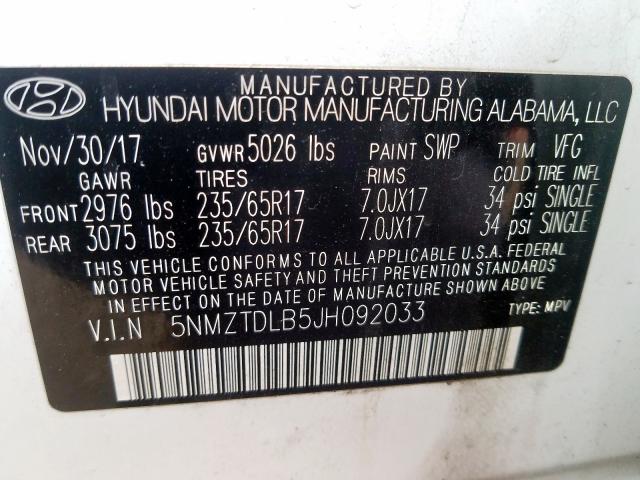 MANUFACTURED BY
HYUNDAI MOTOR MANUFACTURING ALABAMA, LLC
Nov/30/17 GVWR 5026 lbs PAINT SWP TRIM VFG
GAWR TIRES RIMS COLD TIRE INFL
FRONT 2976 lbs 235/65R17 7.0JX17 34 psi SINGLE
REAR 3075 lbs 235/65R17 7.0JX17 34 psi SINGLE
THIS VEHICLE CONFORMS TO ALL APPLICABLE U.S.A. FEDERAL
MOTOR VEHICLE SAFETY AND THEFT PREVENTION STANDARDS
IN EFFECT ON THE DATE OF MANUFACTURE SHOWN ABOVE.
V.I.N 5NMZTDLB5JH092033 TYPE: MPV